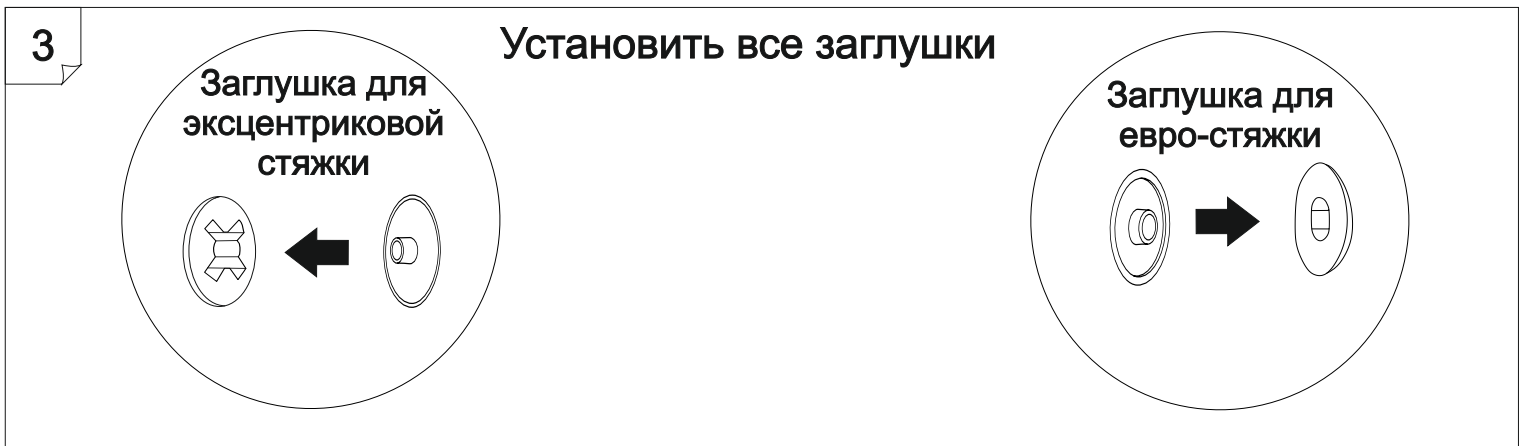 3
Установить все заглушки
Заглушка для
эксцентриковой
стяжки
Заглушка для
евро-стяжки